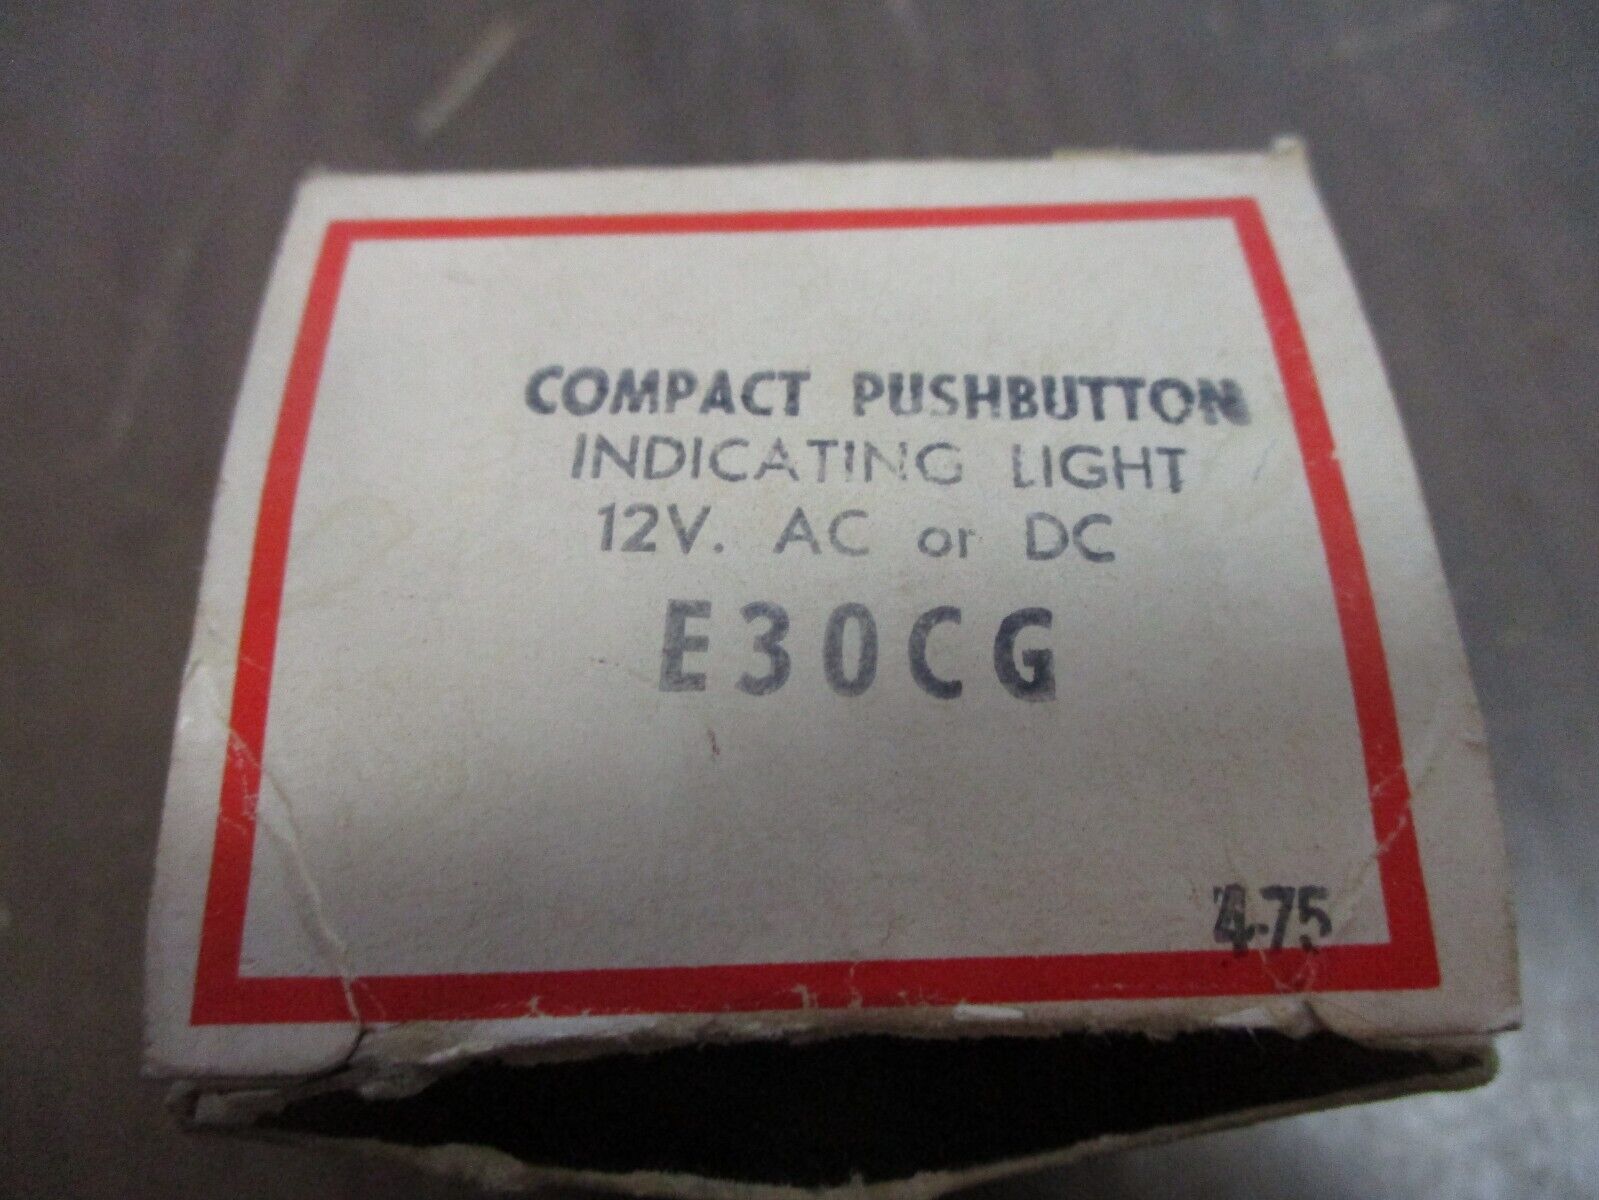 COMPACT PUSHBUTTON
INDICATING LIGHT
12V. AC or DC
E30CG
4-75